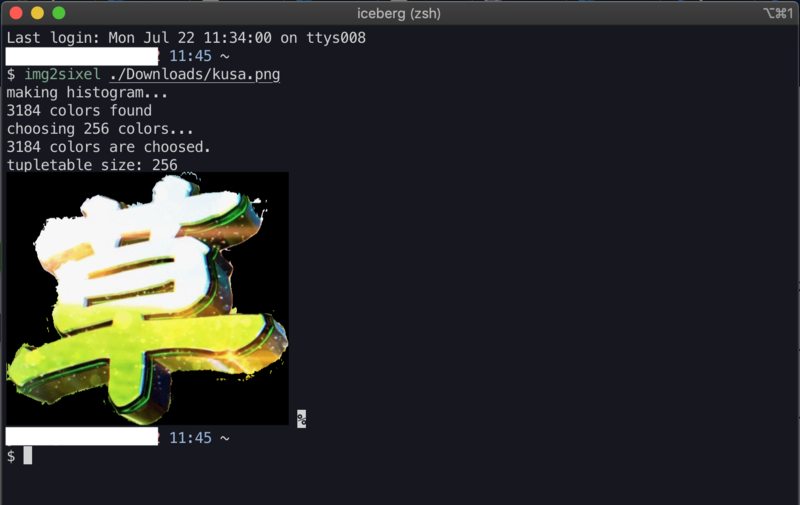 iceberg (zsh)
⌥⌘1
Last login: Mon Jul 22 11:34:00 on ttys008
11:45 ~
$ img2sixel ./Downloads/kusa.png
making histogram...
3184 colors found
choosing 256 colors...
3184 colors are choosed.
tupletable size: 256
草
%
11:45 ~
$